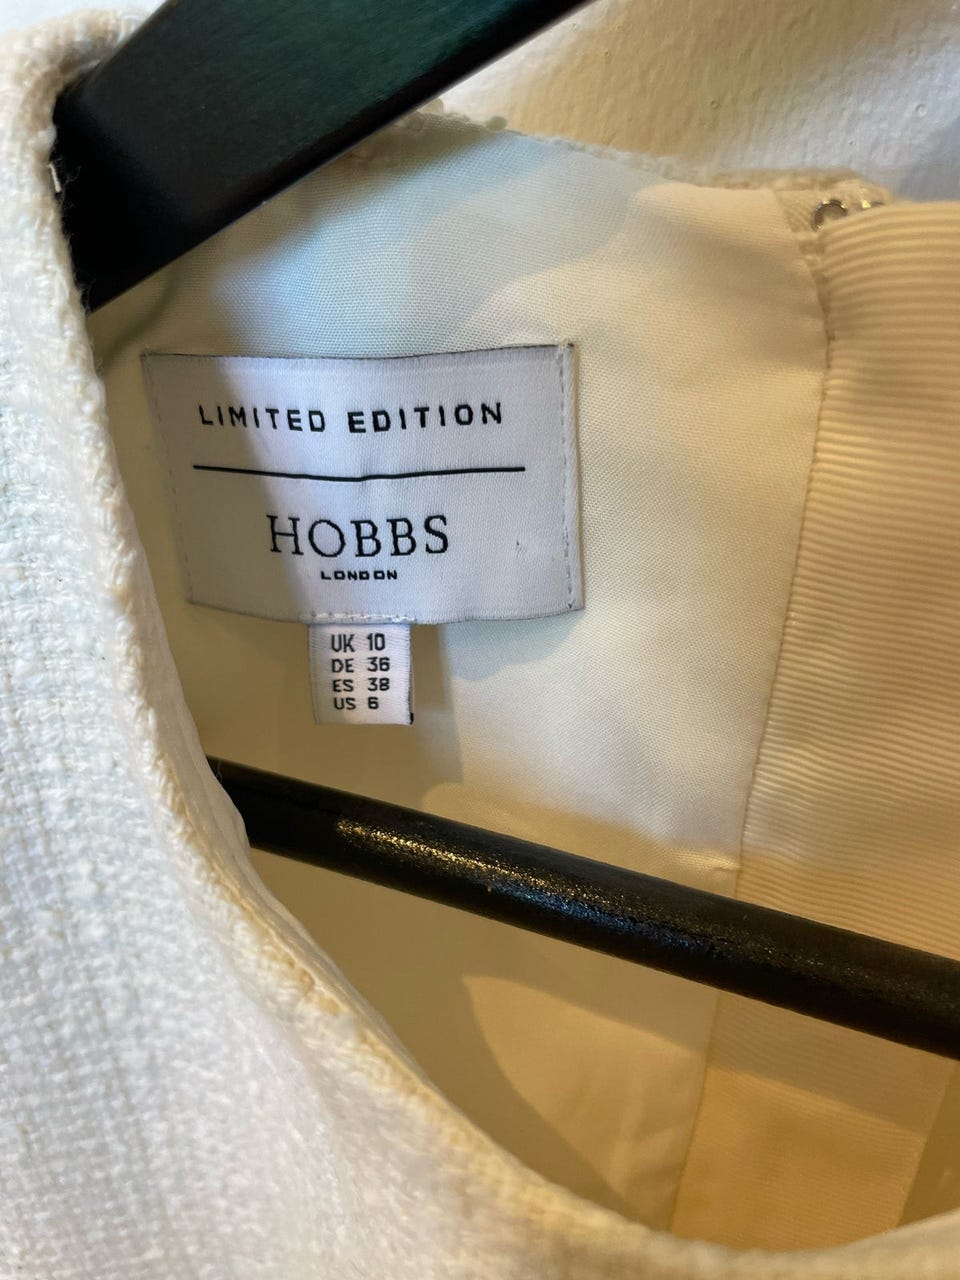 LIMITED EDITION
HOBBS
LONDON
UK 10
DE 36
ES 38
US 6